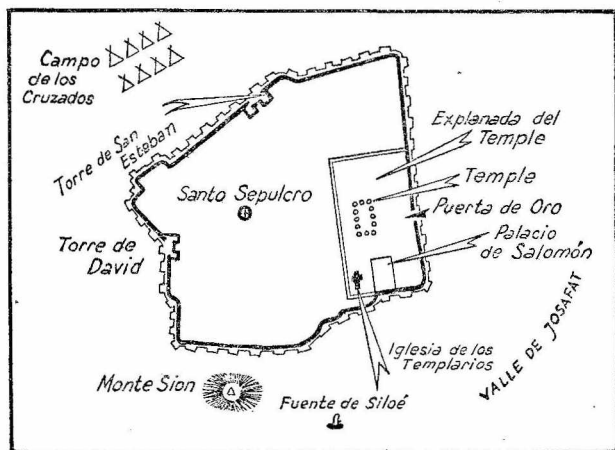 Campo
de los
Cruzados
Torre de San
Esteban
Explanada del
Temple
Temple
Santo Sepulcro
Puerta de Oro
Palacio
de Salomón
Torre de
David
Iglesia de los
Templarios
VALLE DE JOSAFAT
Monte Sion
Fuente de Siloé